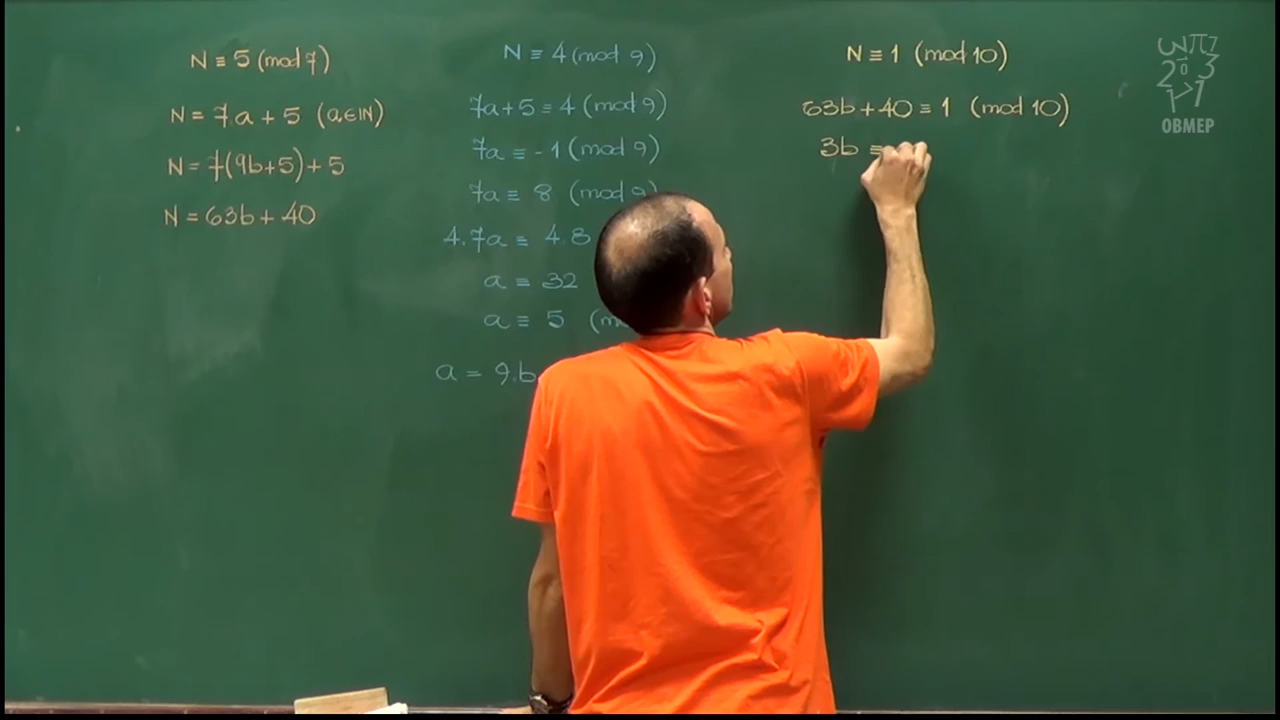 N ≡ 5 (mod 7)
N = 7a + 5 (a ∈ ℕ)
N = 7(9b+5) + 5
N = 63b + 40
N ≡ 4 (mod 9)
7a + 5 ≡ 4 (mod 9)
7a ≡ -1 (mod 9)
7a ≡ 8 (mod 9)
4.7a ≡ 4.8
a ≡ 32
a ≡ 5 (m
a = 9.b
N ≡ 1 (mod 10)
63b + 40 ≡ 1 (mod 10)
3b ≡
OBMEP